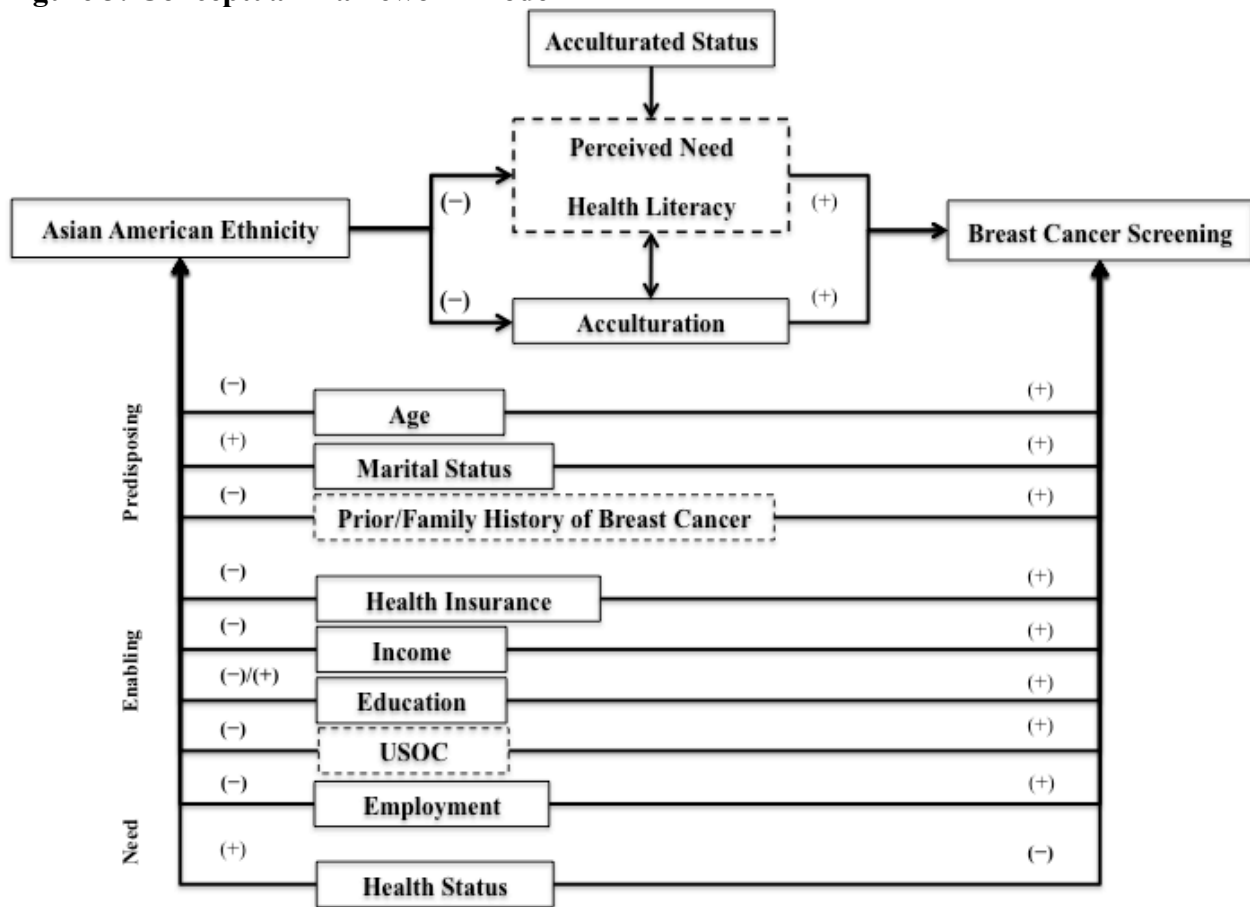 Acculturated Status
Perceived Need
Health Literacy
(−)
(+)
Asian American Ethnicity
Breast Cancer Screening
(−)
(+)
Acculturation
Predisposing
(−)
Age
(+)
(+)
Marital Status
(+)
(−)
Prior/Family History of Breast Cancer
(+)
Enabling
(−)
Health Insurance
(+)
(−)
Income
(+)
(−)/(+)
Education
(+)
(−)
USOC
(+)
(−)
Employment
(+)
Need
(+)
Health Status
(−)